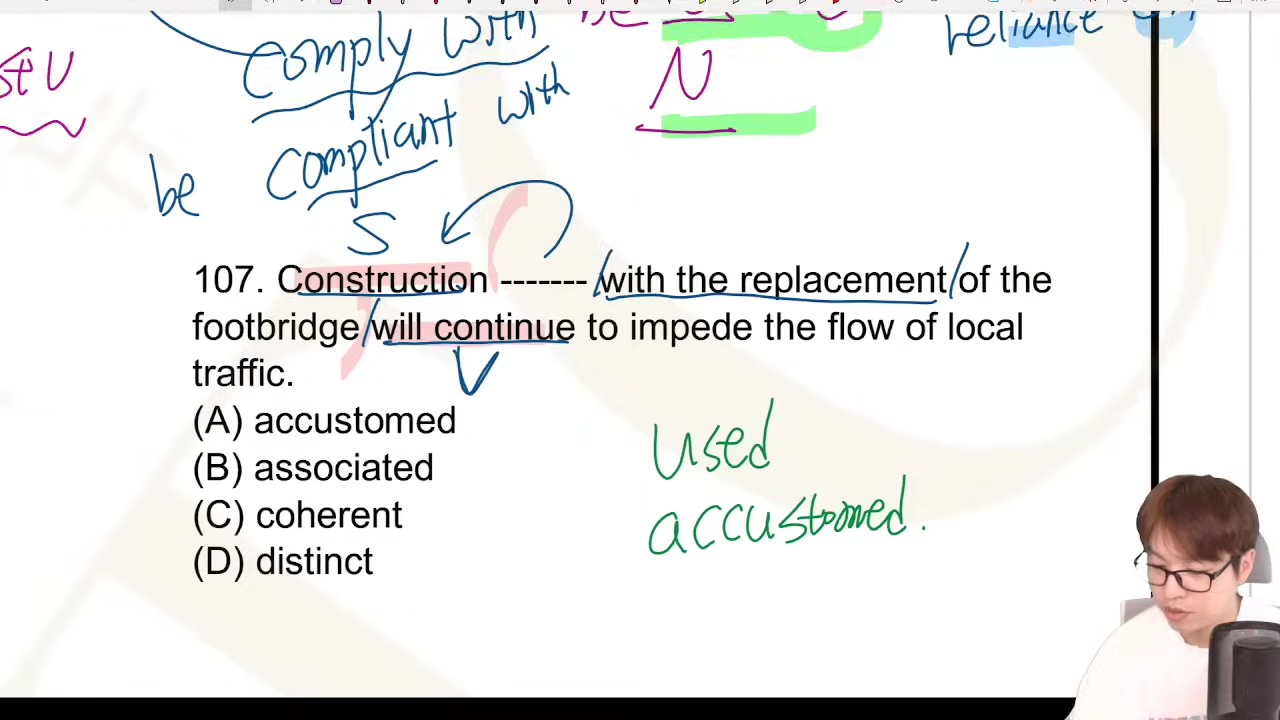 comply with
reliance
st U
N
compliant with
be
S
107. Construction ------- with the replacement of the
footbridge will continue to impede the flow of local
traffic.
V
(A) accustomed
(B) associated
(C) coherent
(D) distinct
used
accustomed.